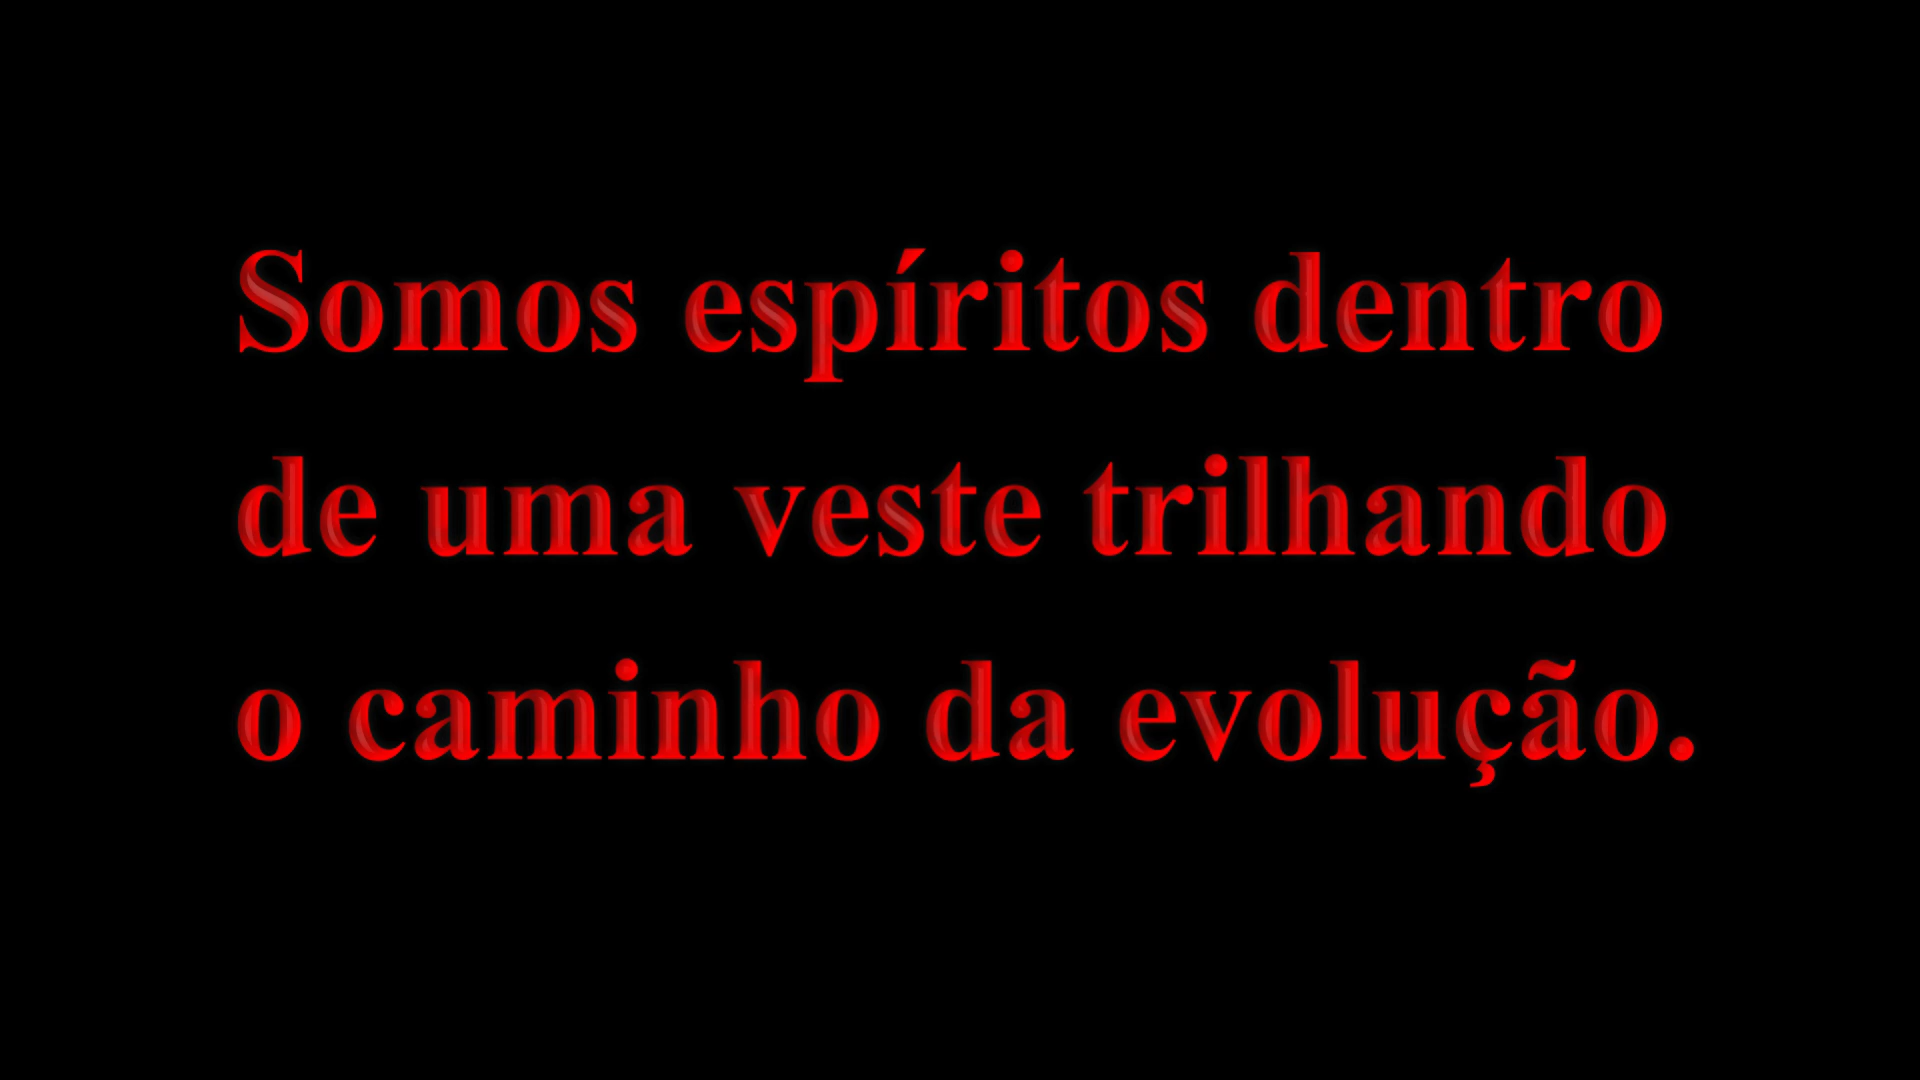 Somos espíritos dentro
de uma veste trilhando
o caminho da evolução.